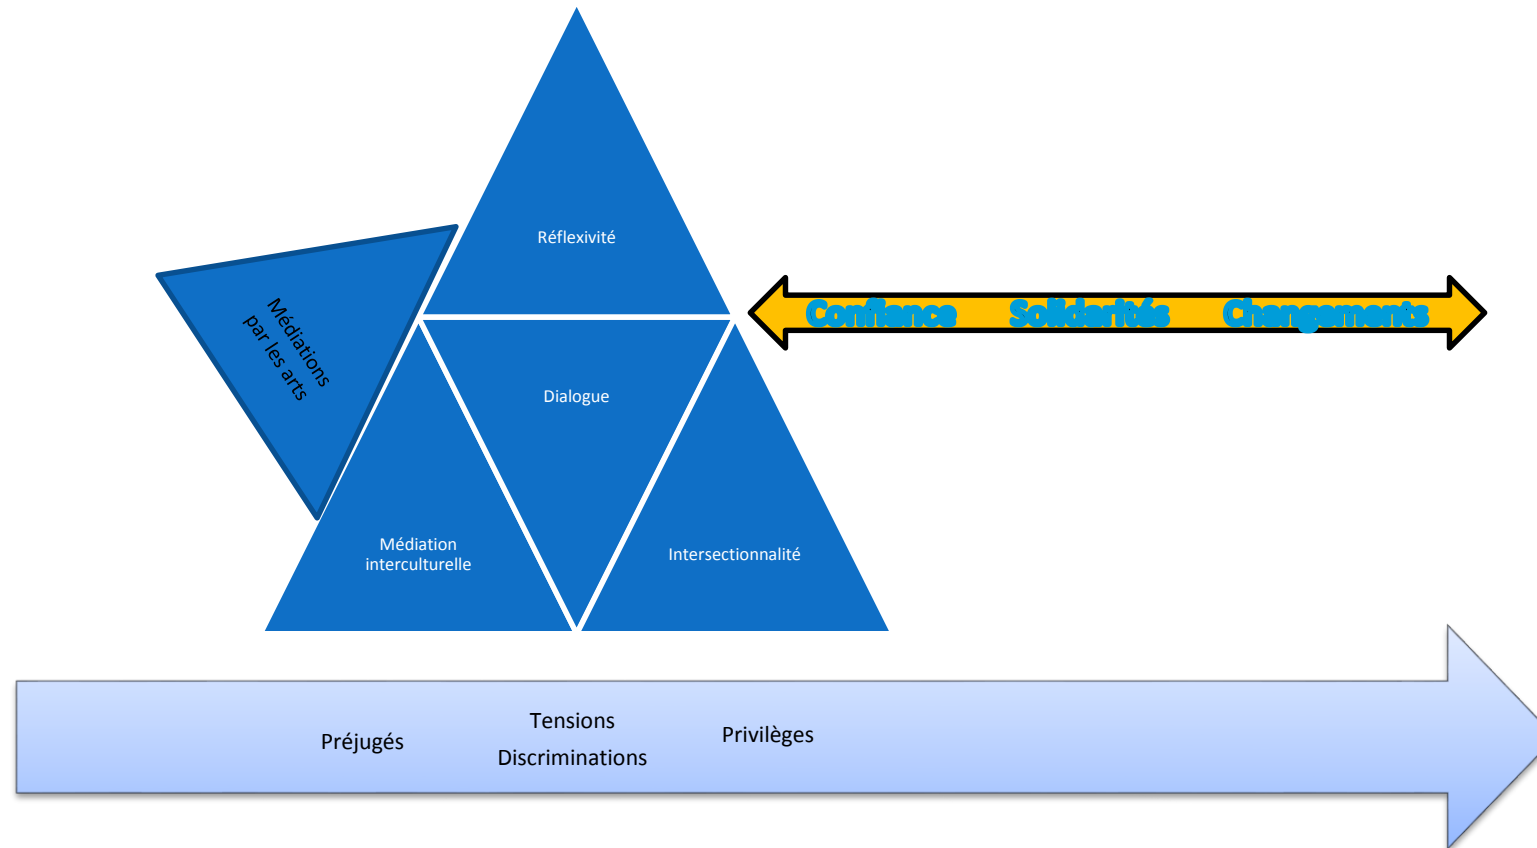 Réflexivité
Médiations
par les arts
Confiance Solidarités Changements
Dialogue
Médiation
interculturelle
Intersectionnalité
Préjugés
Tensions
Discriminations
Privilèges